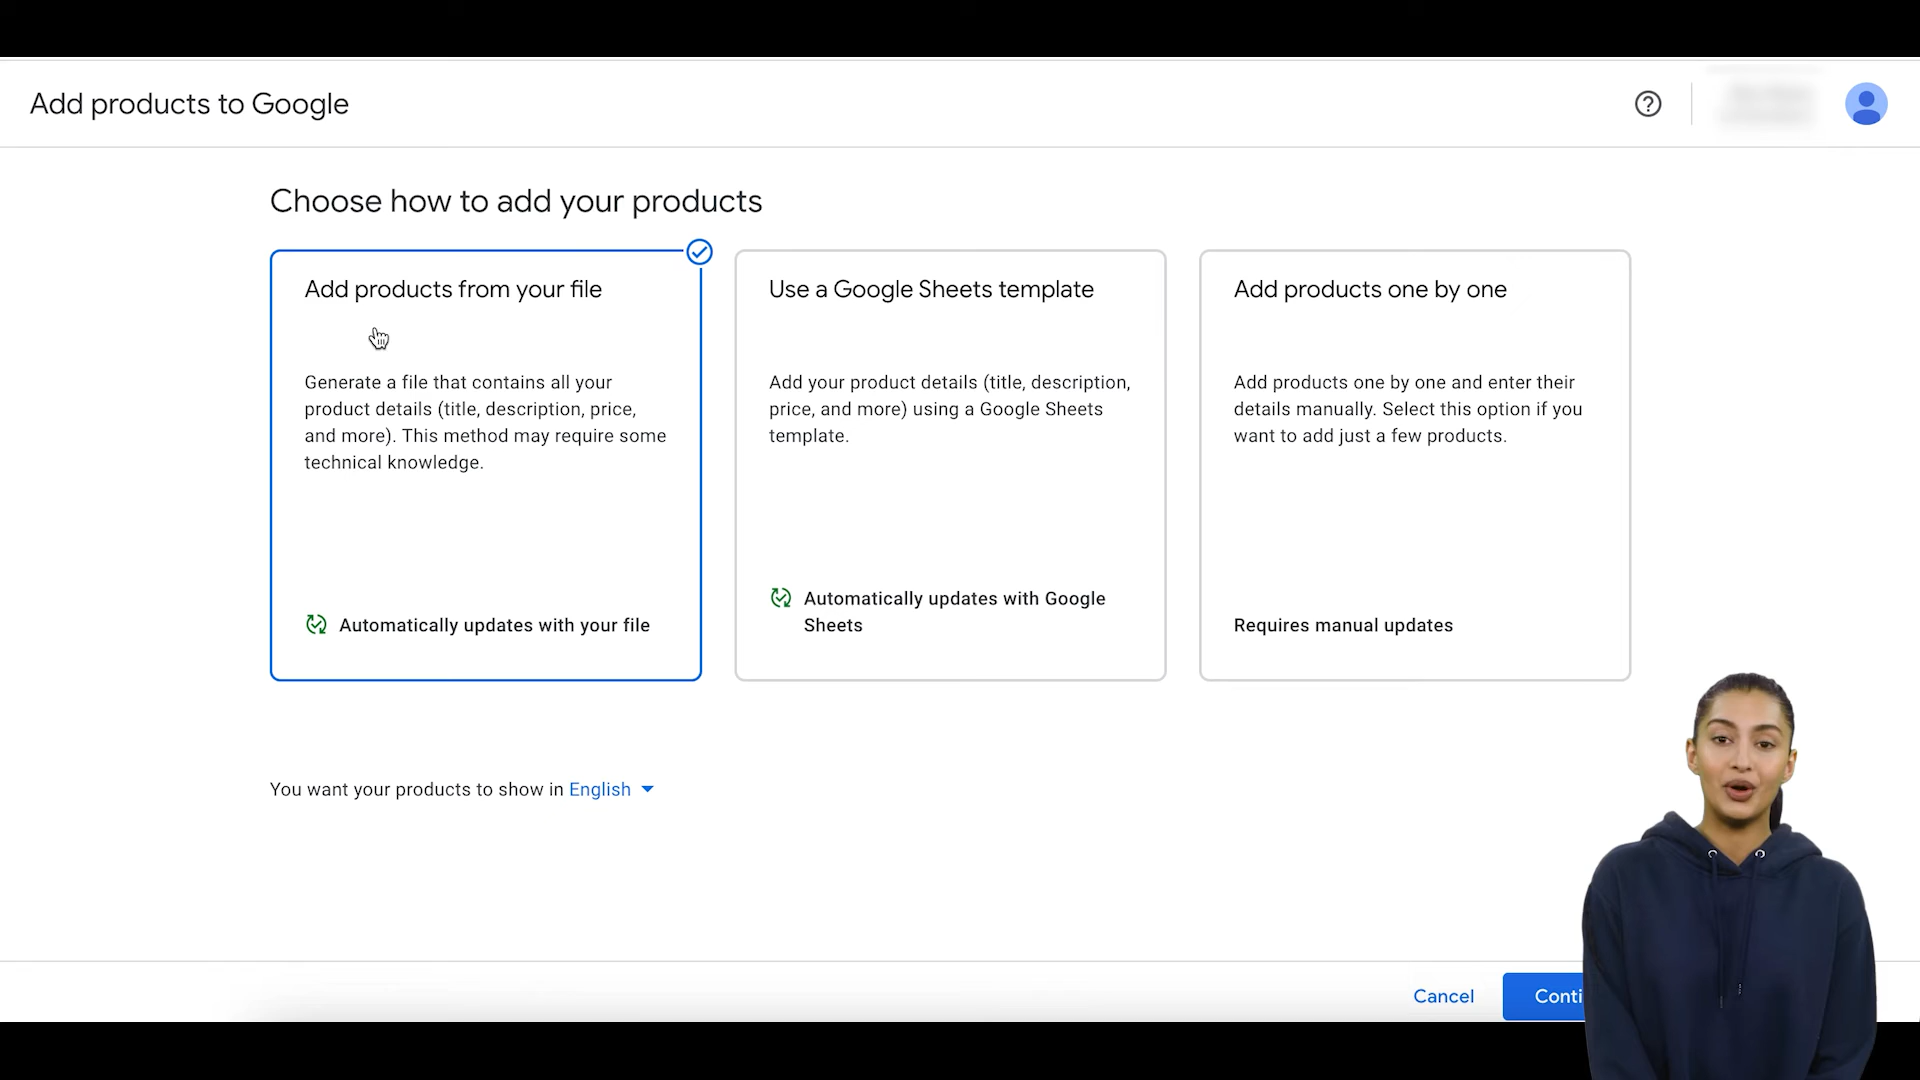 Add products to Google
Choose how to add your products
Add products from your file
Generate a file that contains all your
product details (title, description, price,
and more). This method may require some
technical knowledge.
Automatically updates with your file
Use a Google Sheets template
Add your product details (title, description,
price, and more) using a Google Sheets
template.
Automatically updates with Google
Sheets
Add products one by one
Add products one by one and enter their
details manually. Select this option if you
want to add just a few products.
Requires manual updates
You want your products to show in English
Cancel
Conti